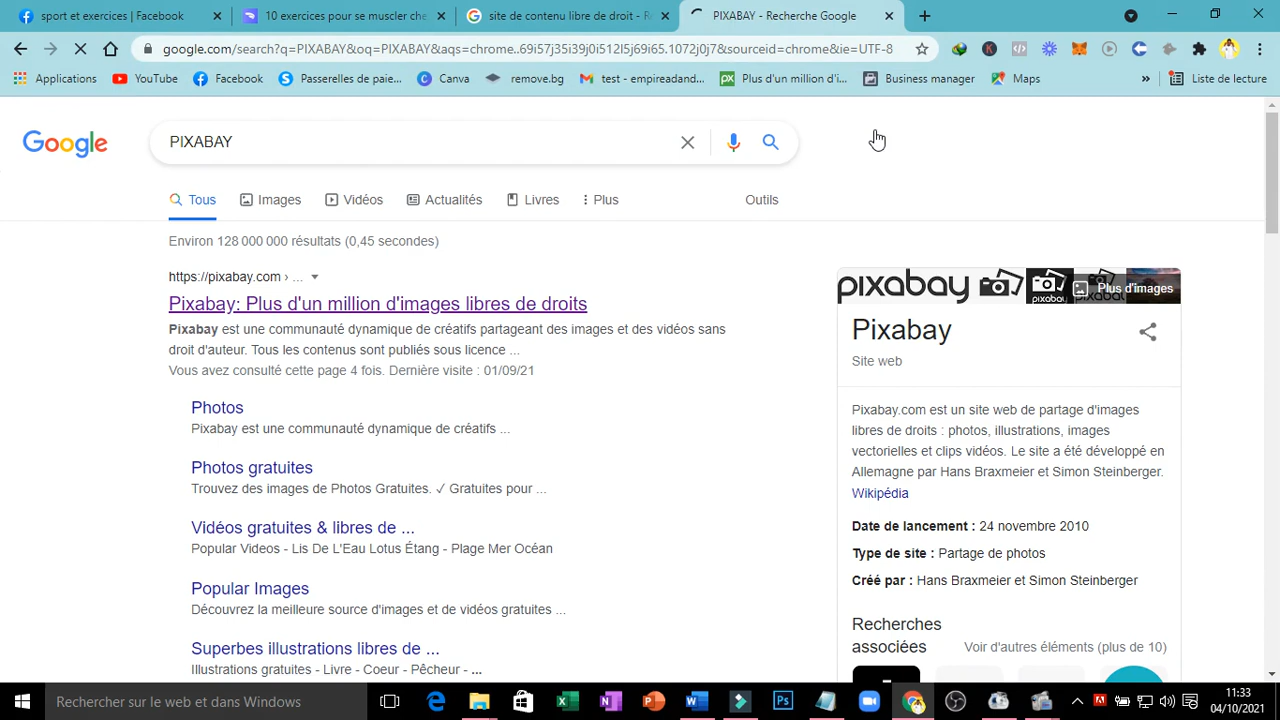 sport et exercices | Facebook
10 exercices pour se muscler che
site de contenu libre de droit - R
PIXABAY - Recherche Google
google.com/search?q=PIXABAY&oq=PIXABAY&aqs=chrome..69i57j35i39j0i512l5j69i65.1072j0j7&sourceid=chrome&ie=UTF-8
Applications
YouTube
Facebook
Passerelles de paie...
Canva
remove.bg
test - empireadand...
Plus d'un million d'i...
Business manager
Maps
»
Liste de lecture
Google
PIXABAY
Tous
Images
Vidéos
Actualités
Livres
Plus
Outils
Environ 128 000 000 résultats (0,45 secondes)
https://pixabay.com › ...
Pixabay: Plus d'un million d'images libres de droits
Pixabay est une communauté dynamique de créatifs partageant des images et des vidéos sans
droit d'auteur. Tous les contenus sont publiés sous licence ...
Vous avez consulté cette page 4 fois. Dernière visite : 01/09/21
Photos
Pixabay est une communauté dynamique de créatifs ...
Photos gratuites
Trouvez des images de Photos Gratuites. ✓ Gratuites pour ...
Vidéos gratuites & libres de ...
Popular Videos - Lis De L'Eau Lotus Étang - Plage Mer Océan
Popular Images
Découvrez la meilleure source d'images et de vidéos gratuites ...
Superbes illustrations libres de ...
Illustrations gratuites - Livre - Coeur - Pêcheur - ...
pixabay
pixabay
pixabay
Plus d'images
Pixabay
Site web
Pixabay.com est un site web de partage d'images
libres de droits : photos, illustrations, images
vectorielles et clips vidéos. Le site a été développé en
Allemagne par Hans Braxmeier et Simon Steinberger.
Wikipédia
Date de lancement : 24 novembre 2010
Type de site : Partage de photos
Créé par : Hans Braxmeier et Simon Steinberger
Recherches
associées
Voir d'autres éléments (plus de 10)
Rechercher sur le web et dans Windows
11:33
04/10/2021